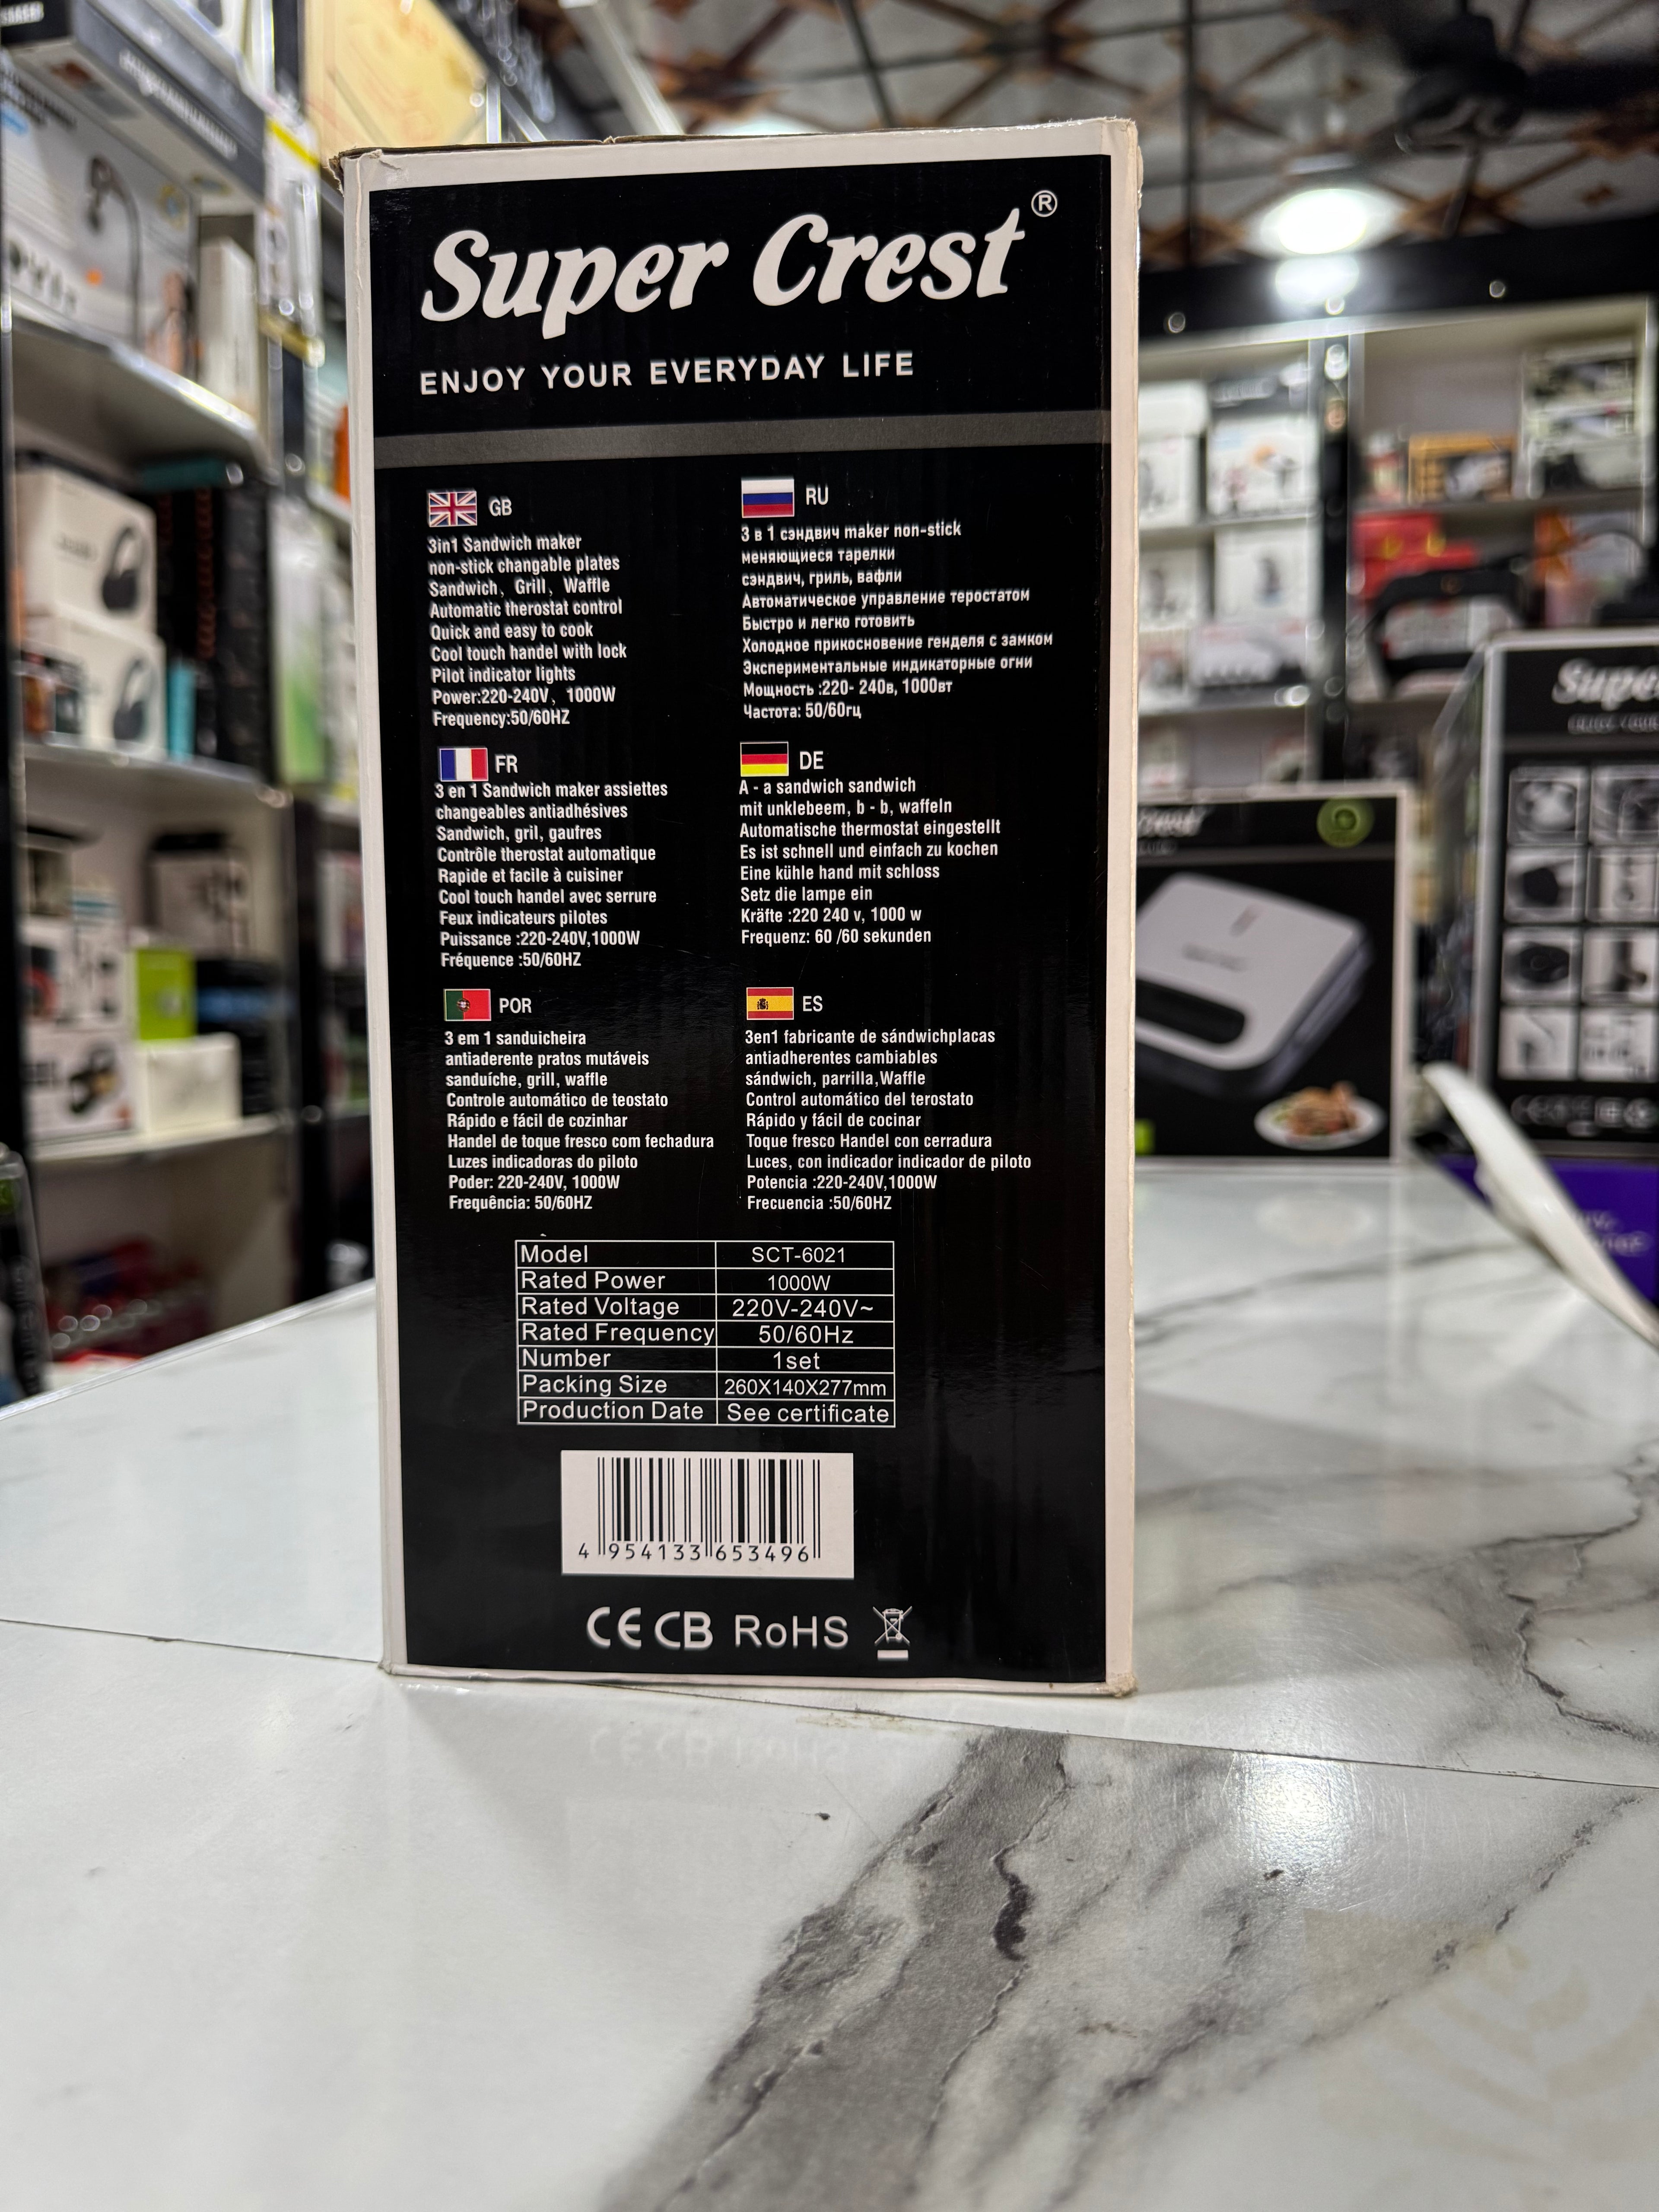 Super Crest®
ENJOY YOUR EVERYDAY LIFE
GB
3in1 Sandwich maker
non-stick changable plates
Sandwich、Grill、Waffle
Automatic therostat control
Quick and easy to cook
Cool touch handel with lock
Pilot indicator lights
Power:220-240V、1000W
Frequency:50/60HZ
RU
3 в 1 сэндвич maker non-stick
меняющиеся тарелки
сэндвич, гриль, вафли
Автоматическое управление теростатом
Быстро и легко готовить
Холодное прикосновение генделя с замком
Экспериментальные индикаторные огни
Мощность :220- 240в, 1000вт
Частота: 50/60гц
FR
3 en 1 Sandwich maker assiettes
changeables antiadhésives
Sandwich, gril, gaufres
Contrôle therostat automatique
Rapide et facile à cuisiner
Cool touch handel avec serrure
Feux indicateurs pilotes
Puissance :220-240V,1000W
Fréquence :50/60HZ
DE
A - a sandwich sandwich
mit unklebeem, b - b, waffeln
Automatische thermostat eingestellt
Es ist schnell und einfach zu kochen
Eine kühle hand mit schloss
Setz die lampe ein
Kräfte :220 240 v, 1000 w
Frequenz: 60 /60 sekunden
POR
3 em 1 sanduicheira
antiaderente pratos mutáveis
sanduíche, grill, waffle
Controle automático de teostato
Rápido e fácil de cozinhar
Handel de toque fresco com fechadura
Luzes indicadoras do piloto
Poder: 220-240V, 1000W
Frequência: 50/60HZ
ES
3en1 fabricante de sándwichplacas
antiadherentes cambiables
sándwich, parrilla,Waffle
Control automático del terostato
Rápido y fácil de cocinar
Toque fresco Handel con cerradura
Luces, con indicador indicador de piloto
Potencia :220-240V,1000W
Frecuencia :50/60HZ
Model SCT-6021
Rated Power 1000W
Rated Voltage 220V-240V~
Rated Frequency 50/60Hz
Number 1set
Packing Size 260X140X277mm
Production Date See certificate
4 954133 653496
CE CB RoHS